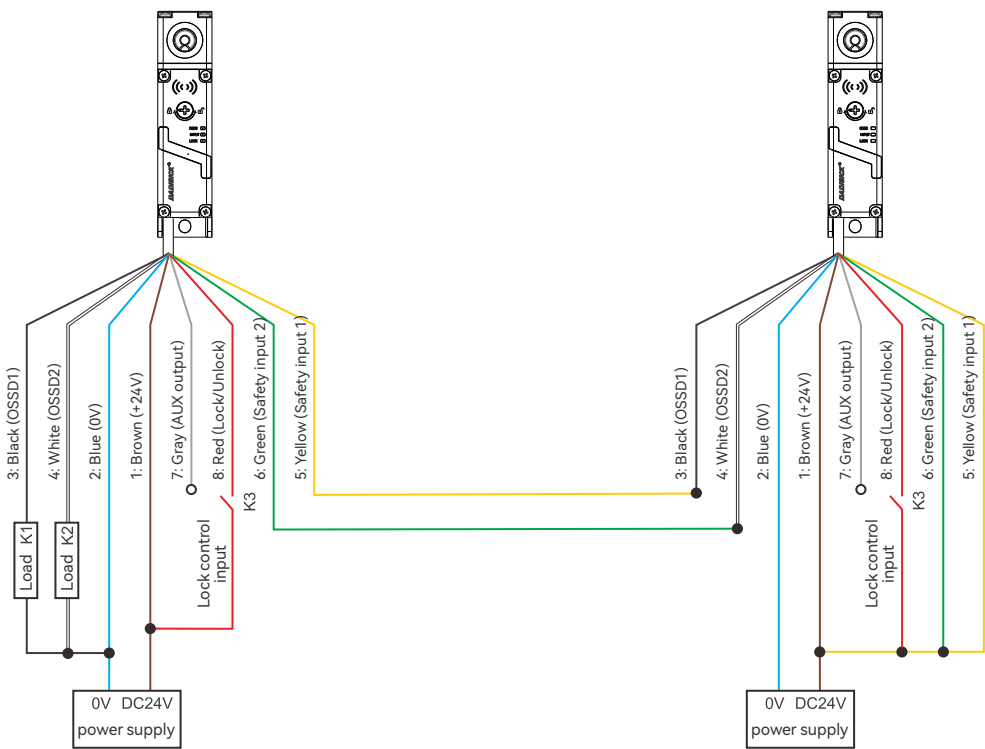 DADISICK®
DADISICK®
3: Black (OSSD1)
4: White (OSSD2)
2: Blue (0V)
1: Brown (+24V)
7: Gray (AUX output)
8: Red (Lock/Unlock)
6: Green (Safety input 2)
5: Yellow (Safety input 1)
3: Black (OSSD1)
4: White (OSSD2)
2: Blue (0V)
1: Brown (+24V)
7: Gray (AUX output)
8: Red (Lock/Unlock)
6: Green (Safety input 2)
5: Yellow (Safety input 1)
Load K1
Load K2
K3
Lock control
input
K3
Lock control
input
0V DC24V
power supply
0V DC24V
power supply